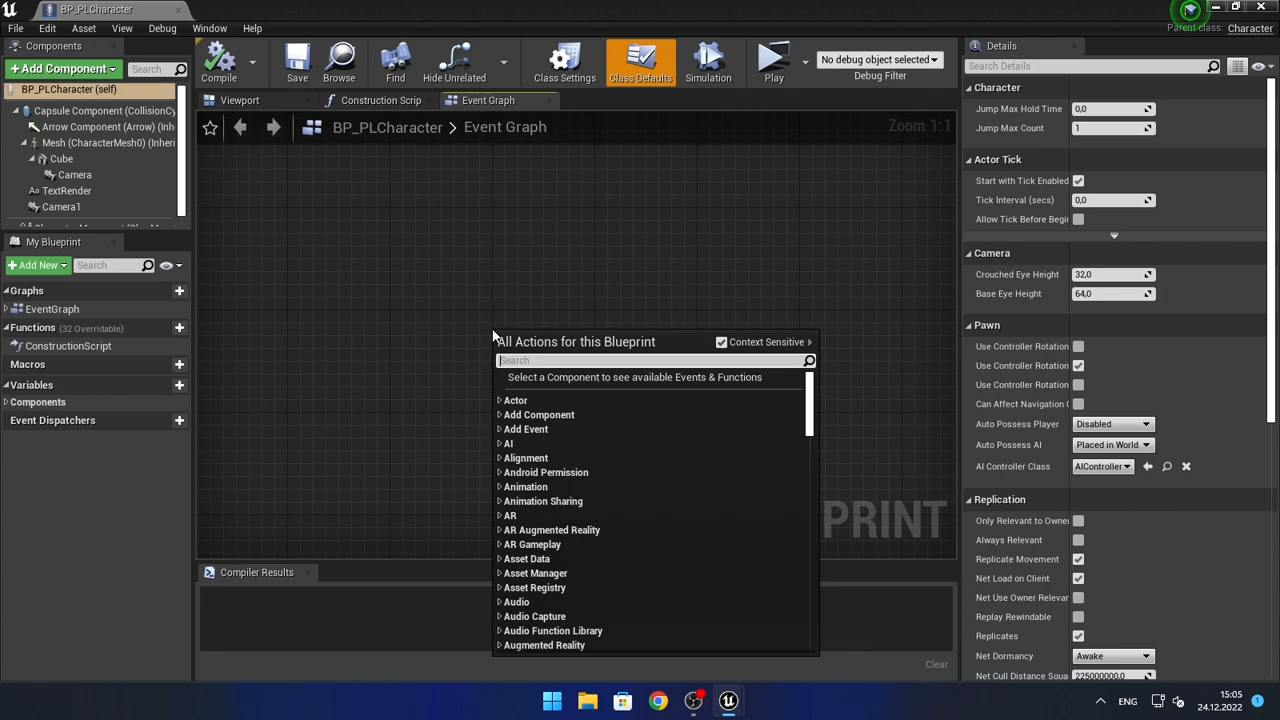 BP_PLCharacter
File Edit Asset View Debug Window Help
Parent class: Character
Components
Add Component
Search
BP_PLCharacter (self)
Capsule Component (CollisionCy
Arrow Component (Arrow) (Inh
Mesh (CharacterMesh0) (Inheri
Cube
Camera
TextRender
Camera1
My Blueprint
Add New
Search
Graphs
EventGraph
Functions (32 Overridable)
ConstructionScript
Macros
Variables
Components
Event Dispatchers
Compile
Save
Browse
Find
Hide Unrelated
Class Settings
Class Defaults
Simulation
Play
No debug object selected
Debug Filter
Viewport
Construction Scrip
Event Graph
BP_PLCharacter > Event Graph
Zoom 1:1
All Actions for this Blueprint
Context Sensitive
Search
Select a Component to see available Events & Functions
Actor
Add Component
Add Event
AI
Alignment
Android Permission
Animation
Animation Sharing
AR
AR Augmented Reality
AR Gameplay
Asset Data
Asset Manager
Asset Registry
Audio
Audio Capture
Audio Function Library
Augmented Reality
PRINT
Compiler Results
Clear
Details
Search Details
Character
Jump Max Hold Time 0,0
Jump Max Count 1
Actor Tick
Start with Tick Enabled
Tick Interval (secs) 0,0
Allow Tick Before Begin
Camera
Crouched Eye Height 32,0
Base Eye Height 64,0
Pawn
Use Controller Rotation
Use Controller Rotation
Use Controller Rotation
Can Affect Navigation
Auto Possess Player Disabled
Auto Possess AI Placed in World
AI Controller Class AIController
Replication
Only Relevant to Owne
Always Relevant
Replicate Movement
Net Load on Client
Net Use Owner Relevan
Replay Rewindable
Replicates
Net Dormancy Awake
Net Cull Distance Squa 225000000,0
ENG
15:05
24.12.2022
1